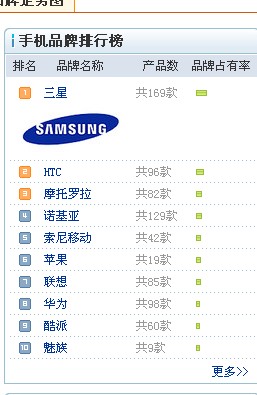 牌走势图
手机品牌排行榜
排名 品牌名称 产品数 品牌占有率
1 三星 共169款
SAMSUNG
2 HTC 共96款
3 摩托罗拉 共82款
4 诺基亚 共129款
5 索尼移动 共42款
6 苹果 共19款
7 联想 共85款
8 华为 共98款
9 酷派 共60款
10 魅族 共9款
更多>>